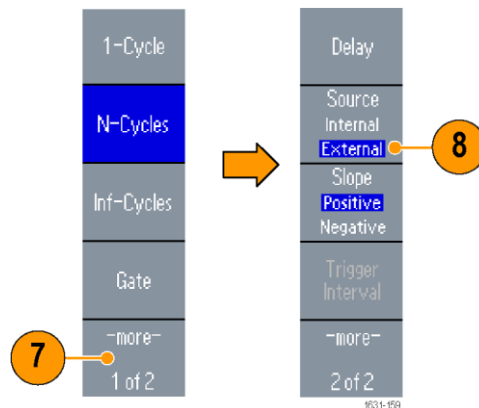 1-Cycle
N-Cycles
Inf-Cycles
Gate
-more-
1 of 2
7
Delay
Source
Internal
External
8
Slope
Positive
Negative
Trigger
Interval
-more-
2 of 2
1631-159